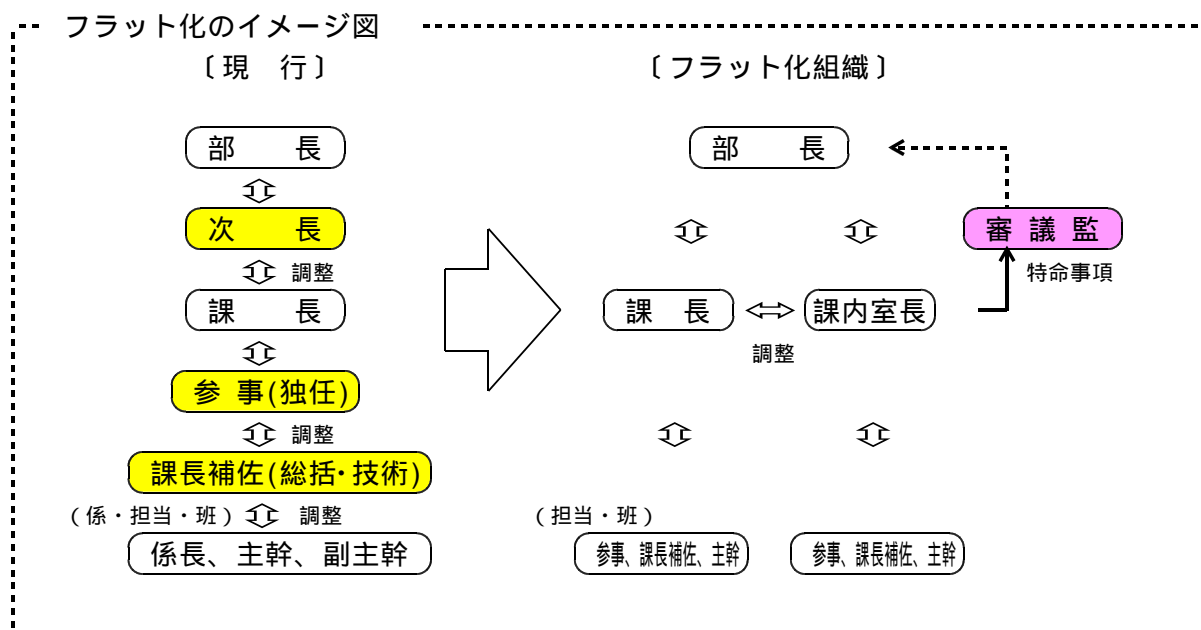 フラット化のイメージ図
〔現　行〕
部　長
次　長
調整
課　長
参 事(独任)
調整
課長補佐(総括・技術)
(係・担当・班)
調整
係長、主幹、副主幹
〔フラット化組織〕
部　長
審 議 監
特命事項
課　長
課内室長
調整
(担当・班)
参事、課長補佐、主幹
参事、課長補佐、主幹